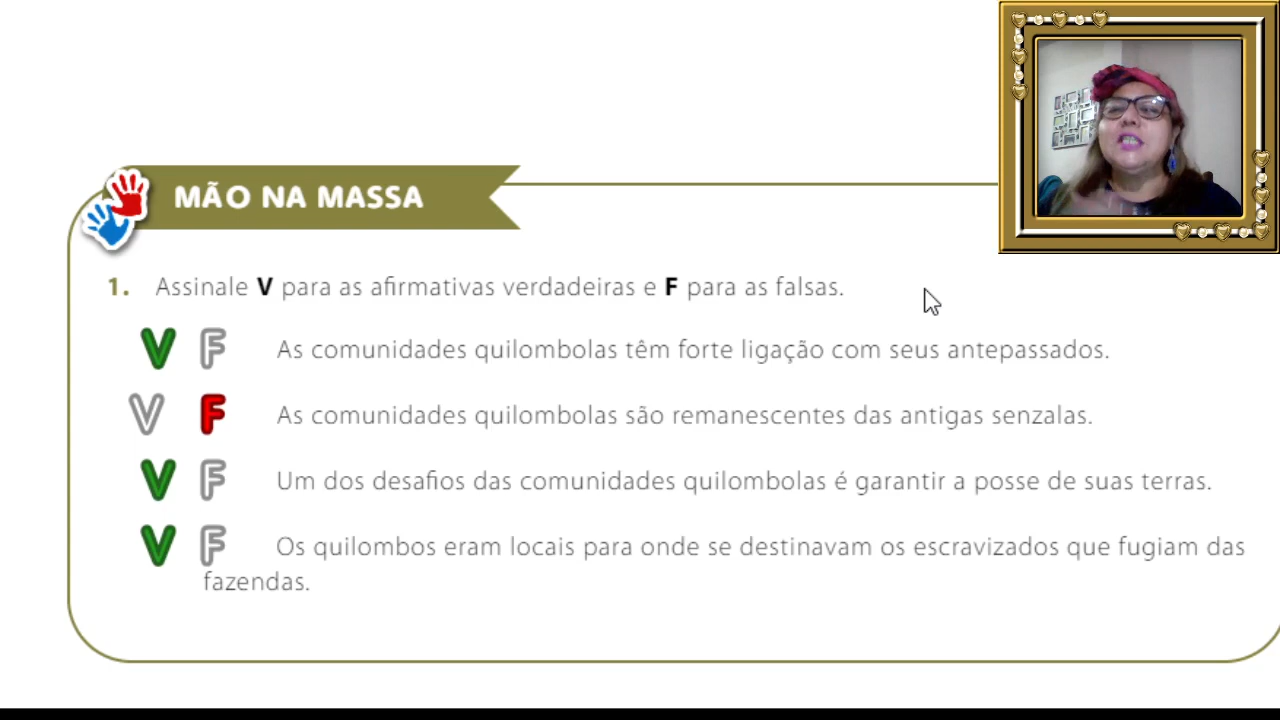 MÃO NA MASSA
1. Assinale V para as afirmativas verdadeiras e F para as falsas.
V F As comunidades quilombolas têm forte ligação com seus antepassados.
V F As comunidades quilombolas são remanescentes das antigas senzalas.
V F Um dos desafios das comunidades quilombolas é garantir a posse de suas terras.
V F Os quilombos eram locais para onde se destinavam os escravizados que fugiam das
fazendas.